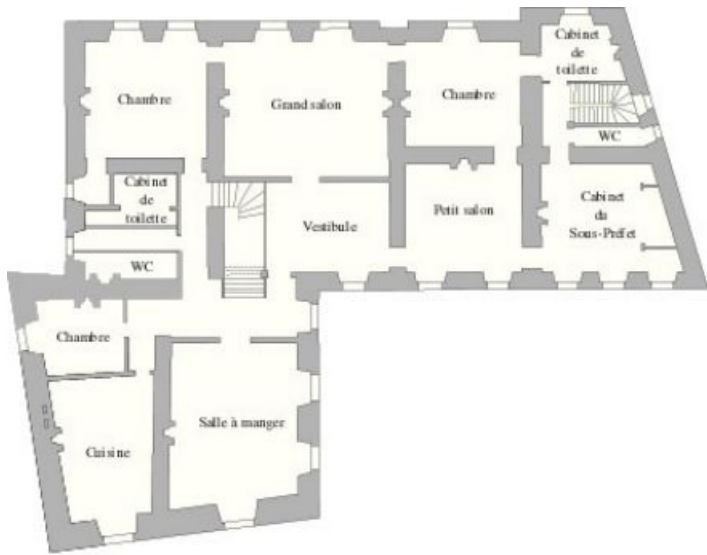 Cabinet
de
toilette
Chambre
Grand salon
Chambre
WC
Cabinet
de
toilette
Petit salon
Cabinet
du
Sous-Préfet
Vestibule
WC
Chambre
Salle à manger
Cuisine